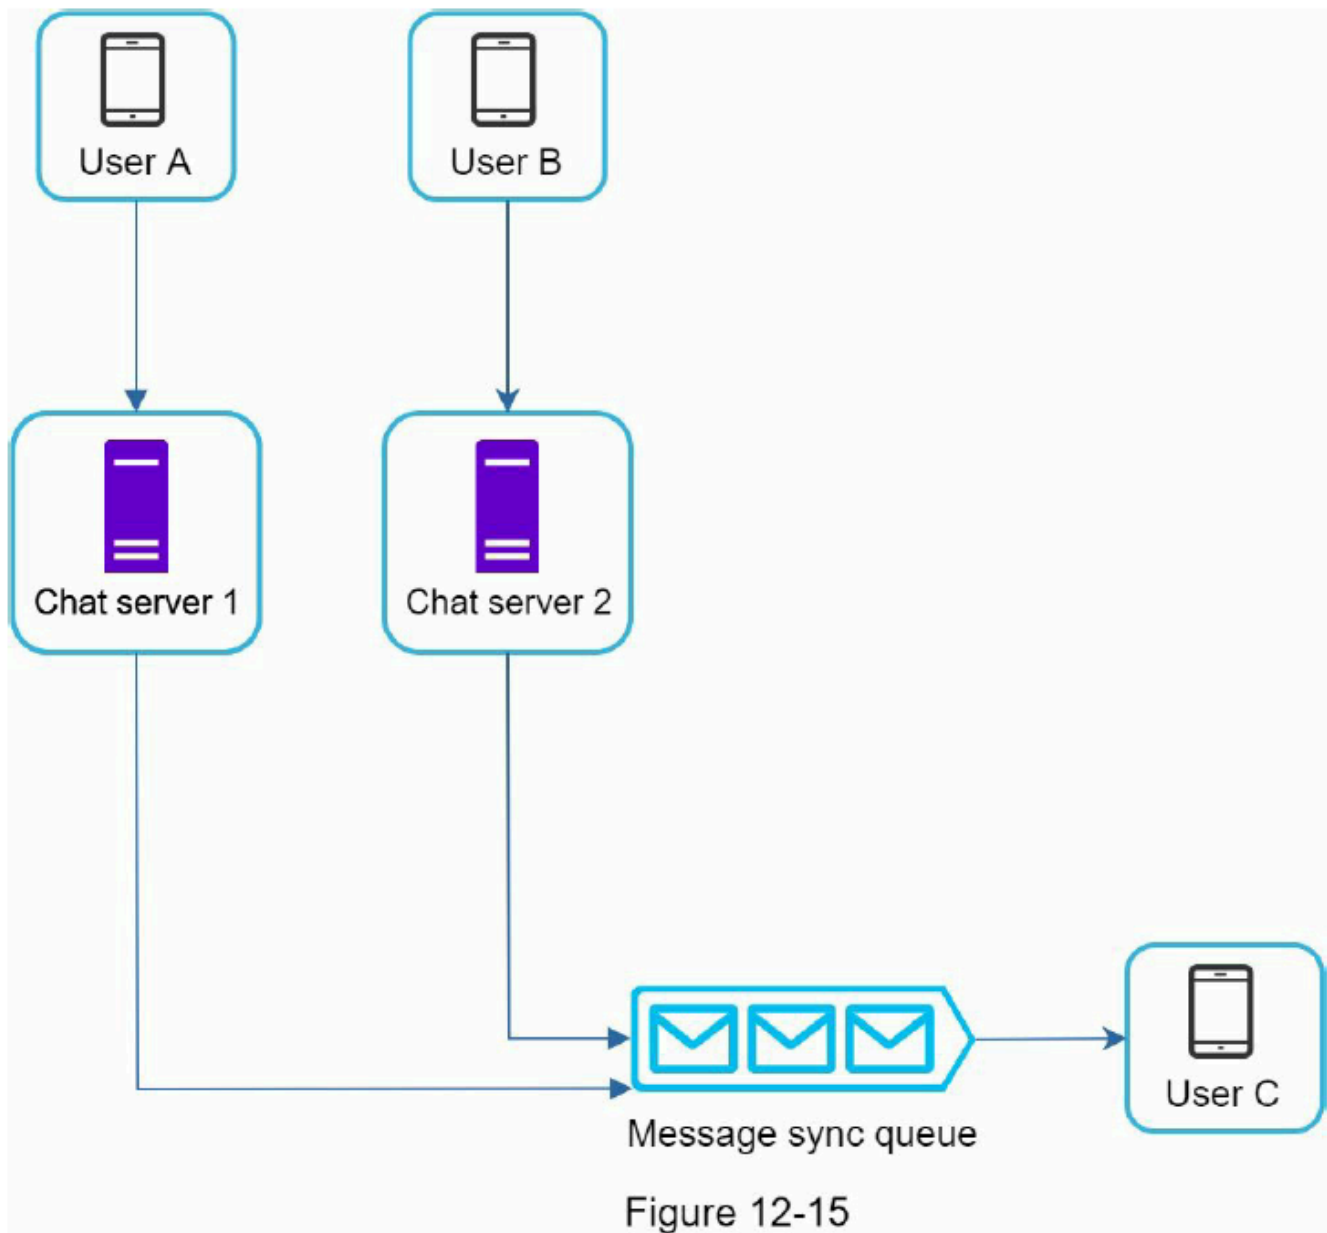 User A
User B
Chat server 1
Chat server 2
User C
Message sync queue
Figure 12-15